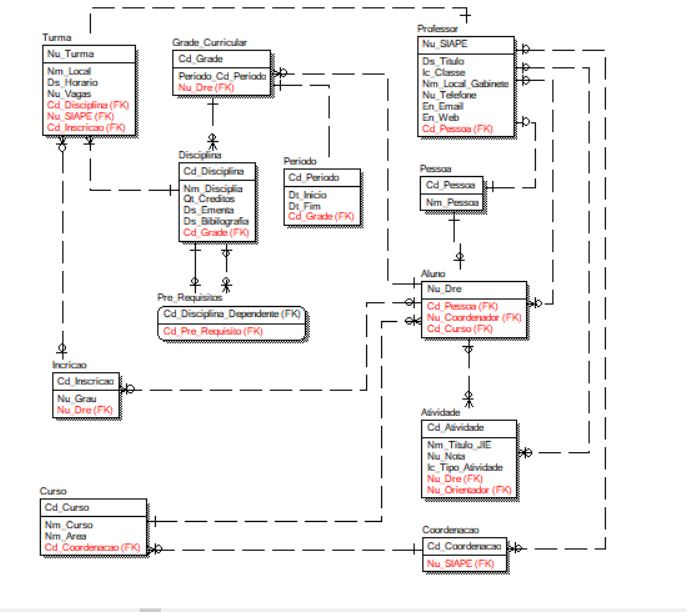 Turma
Nu_Turma
Nm_Local
Ds_Horario
Nu_Vagas
Cd_Disciplina (FK)
Nu_SIAPE (FK)
Cd_Inscricao (FK)
Grade_Curricular
Cd_Grade
Periodo_Cd_Periodo
Nu_Dre (FK)
Professor
Nu_SIAPE
Ds_Titulo
Ic_Classe
Nm_Local_Gabinete
Nu_Telefone
En_Email
En_Web
Cd_Pessoa (FK)
Disciplina
Cd_Disciplina
Nm_Disciplia
Qt_Creditos
Ds_Ementa
Ds_Bibilografia
Cd_Grade (FK)
Periodo
Cd_Periodo
Dt_Inicio
Dt_Fim
Cd_Grade (FK)
Pessoa
Cd_Pessoa
Nm_Pessoa
Pre_Requisitos
Cd_Disciplina_Dependente (FK)
Cd_Pre_Requisito (FK)
Aluno
Nu_Dre
Cd_Pessoa (FK)
Nu_Coordenador (FK)
Cd_Curso (FK)
Incricao
Cd_Inscricao
Nu_Grau
Nu_Dre (FK)
Atividade
Cd_Atividade
Nm_Titulo_JIE
Nu_Nota
Ic_Tipo_Atividade
Nu_Dre (FK)
Nu_Orientador (FK)
Curso
Cd_Curso
Nm_Curso
Nm_Area
Cd_Coordenacao (FK)
Coordenacao
Cd_Coordenacao
Nu_SIAPE (FK)